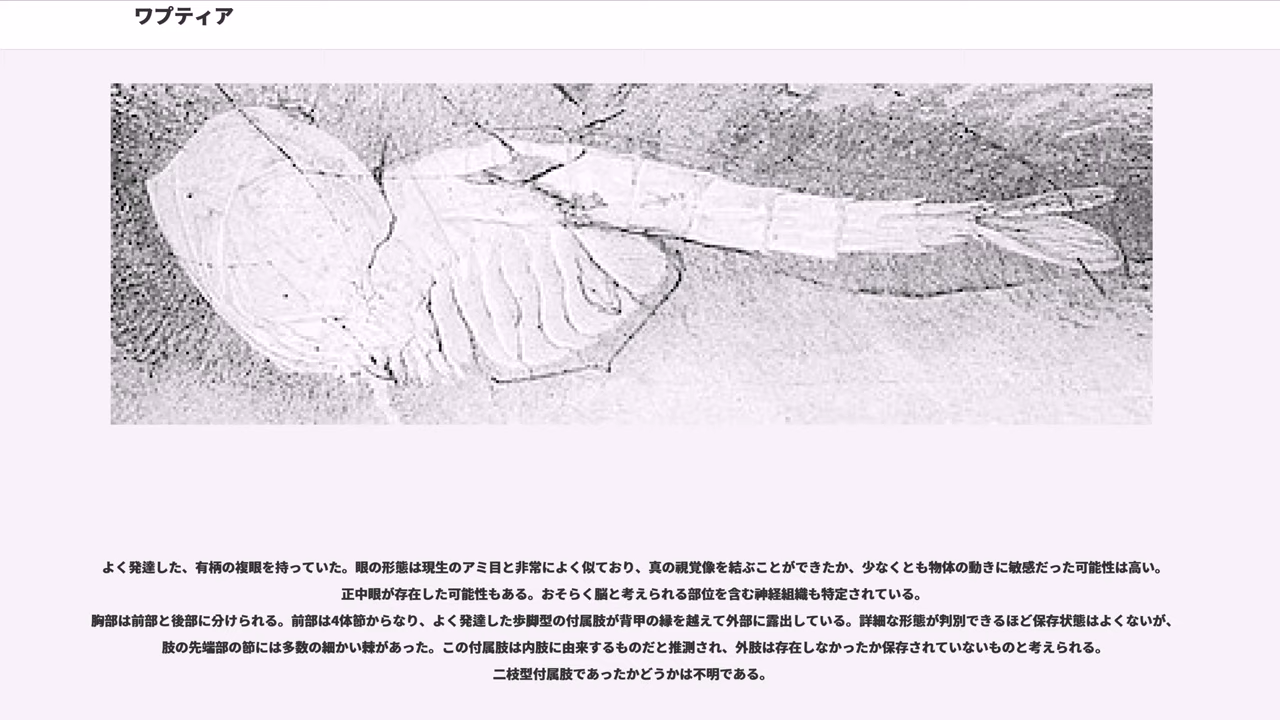 ワプティア
よく発達した、有柄の複眼を持っていた。眼の形態は現生のアミ目と非常によく似ており、真の視覚像を結ぶことができたか、少なくとも物体の動きに敏感だった可能性は高い。
正中眼が存在した可能性もある。おそらく脳と考えられる部位を含む神経組織も特定されている。
胸部は前部と後部に分けられる。前部は4体節からなり、よく発達した歩脚型の付属肢が背甲の縁を越えて外部に露出している。詳細な形態が判別できるほど保存状態はよくないが、
肢の先端部の節には多数の細かい棘があった。この付属肢は内肢に由来するものだと推測され、外肢は存在しなかったか保存されていないものと考えられる。
二枝型付属肢であったかどうかは不明である。